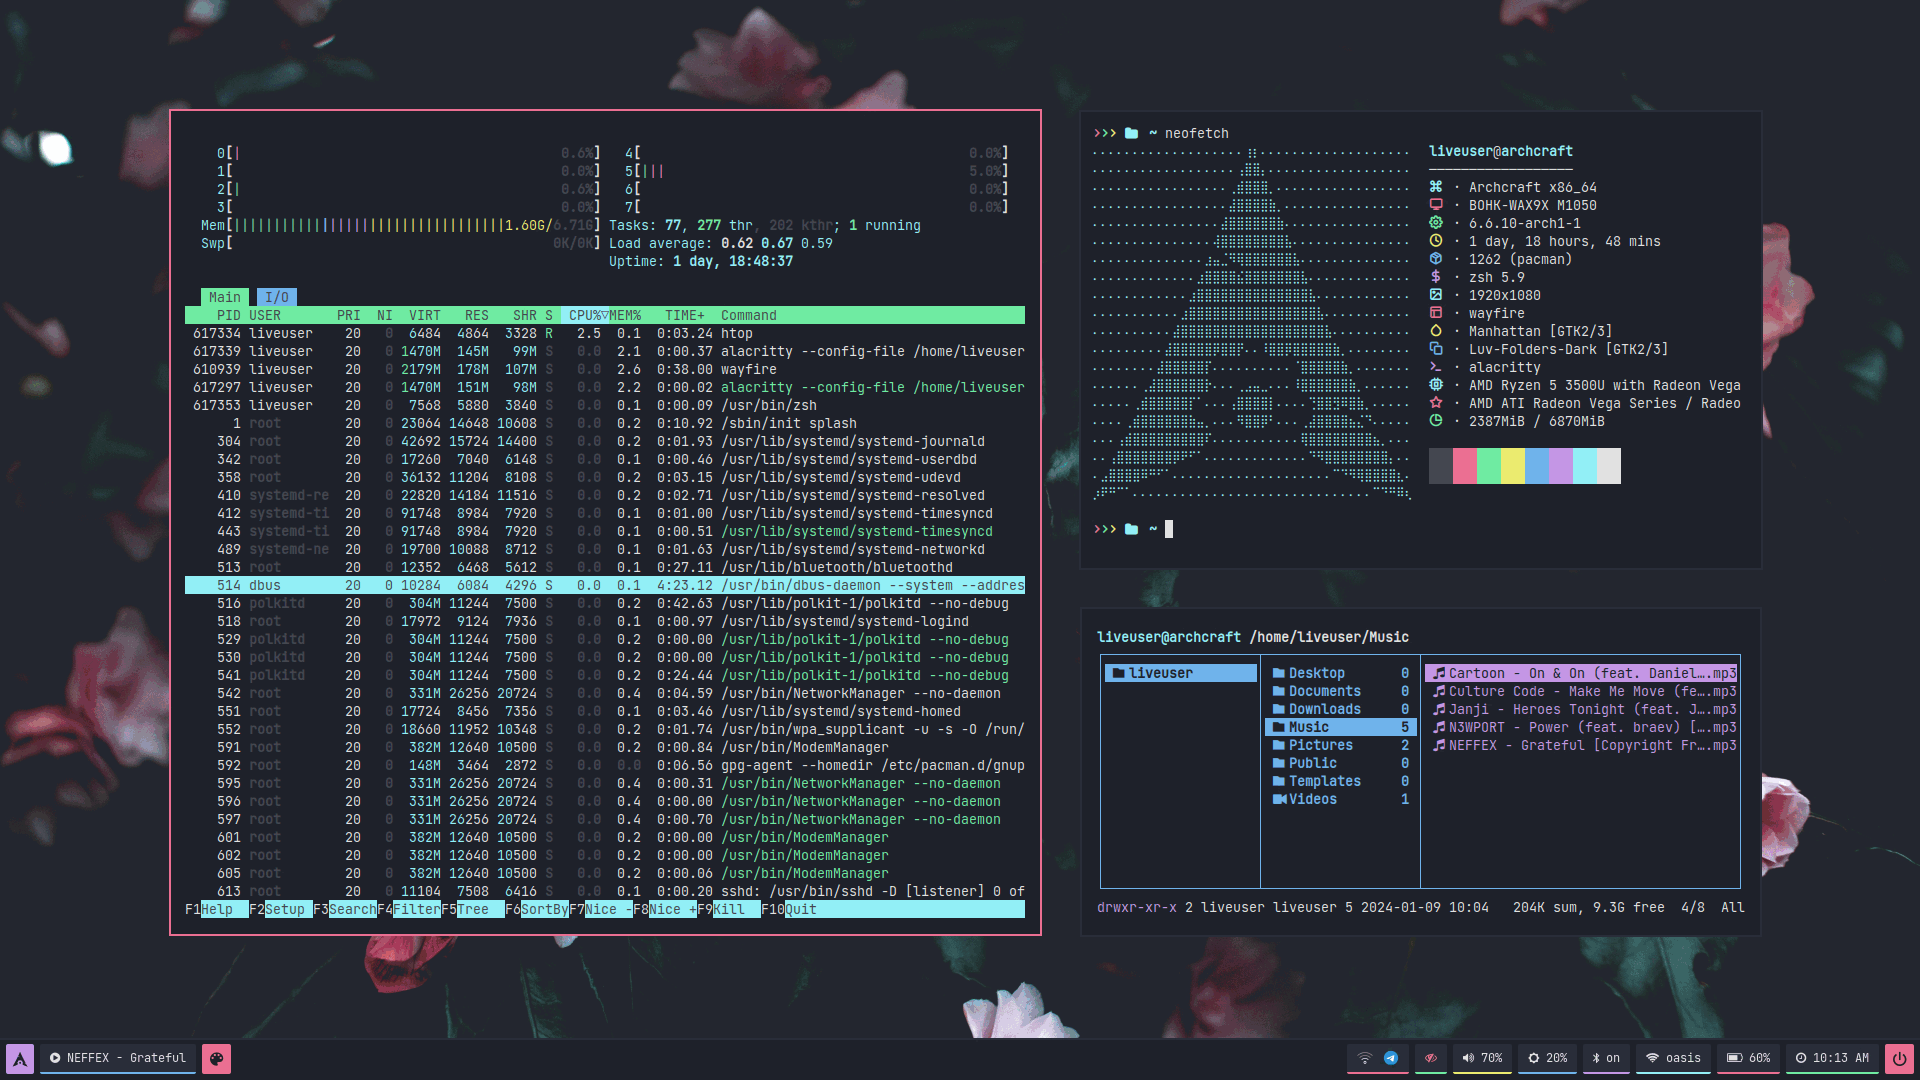 0[| 0.6%] 4[ 0.0%]
1[ 0.0%] 5[||| 5.0%]
2[| 0.6%] 6[ 0.0%]
3[ 0.0%] 7[ 0.0%]
Mem[||||||||||||||||||||||||||||||||||1.60G/6.71G] Tasks: 77, 277 thr, 202 kthr; 1 running
Swp[ 0K/0K] Load average: 0.62 0.67 0.59
Uptime: 1 day, 18:48:37
Main I/O
PID USER PRI NI VIRT RES SHR S CPU%▽MEM% TIME+ Command
617334 liveuser 20 0 6484 4864 3328 R 2.5 0.1 0:03.24 htop
617339 liveuser 20 0 1470M 145M 99M S 0.0 2.1 0:00.37 alacritty --config-file /home/liveuser
610939 liveuser 20 0 2179M 178M 107M S 0.0 2.6 0:38.00 wayfire
617297 liveuser 20 0 1470M 151M 98M S 0.0 2.2 0:00.02 alacritty --config-file /home/liveuser
617353 liveuser 20 0 7568 5880 3840 S 0.0 0.1 0:00.09 /usr/bin/zsh
1 root 20 0 23064 14648 10608 S 0.0 0.2 0:10.92 /sbin/init splash
304 root 20 0 42692 15724 14400 S 0.0 0.2 0:01.93 /usr/lib/systemd/systemd-journald
342 root 20 0 17260 7040 6148 S 0.0 0.1 0:00.46 /usr/lib/systemd/systemd-userdbd
358 root 20 0 36132 11204 8108 S 0.0 0.2 0:03.15 /usr/lib/systemd/systemd-udevd
410 systemd-re 20 0 22820 14184 11516 S 0.0 0.2 0:02.71 /usr/lib/systemd/systemd-resolved
412 systemd-ti 20 0 91748 8984 7920 S 0.0 0.1 0:01.00 /usr/lib/systemd/systemd-timesyncd
443 systemd-ti 20 0 91748 8984 7920 S 0.0 0.1 0:00.51 /usr/lib/systemd/systemd-timesyncd
489 systemd-ne 20 0 19700 10088 8712 S 0.0 0.1 0:01.63 /usr/lib/systemd/systemd-networkd
513 root 20 0 12352 6468 5612 S 0.0 0.1 0:27.11 /usr/lib/bluetooth/bluetoothd
514 dbus 20 0 10284 6084 4296 S 0.0 0.1 4:23.12 /usr/bin/dbus-daemon --system --addres
516 polkitd 20 0 304M 11244 7500 S 0.0 0.2 0:42.63 /usr/lib/polkit-1/polkitd --no-debug
518 root 20 0 17972 9124 7936 S 0.0 0.1 0:00.97 /usr/lib/systemd/systemd-logind
529 polkitd 20 0 304M 11244 7500 S 0.0 0.2 0:00.00 /usr/lib/polkit-1/polkitd --no-debug
530 polkitd 20 0 304M 11244 7500 S 0.0 0.2 0:00.00 /usr/lib/polkit-1/polkitd --no-debug
541 polkitd 20 0 304M 11244 7500 S 0.0 0.2 0:24.44 /usr/lib/polkit-1/polkitd --no-debug
542 root 20 0 331M 26256 20724 S 0.0 0.4 0:04.59 /usr/bin/NetworkManager --no-daemon
551 root 20 0 17724 8456 7356 S 0.0 0.1 0:03.46 /usr/lib/systemd/systemd-homed
552 root 20 0 18660 11952 10348 S 0.0 0.2 0:01.74 /usr/bin/wpa_supplicant -u -s -O /run/
591 root 20 0 382M 12640 10500 S 0.0 0.2 0:00.84 /usr/bin/ModemManager
592 root 20 0 148M 3464 2872 S 0.0 0.0 0:06.56 gpg-agent --homedir /etc/pacman.d/gnup
595 root 20 0 331M 26256 20724 S 0.0 0.4 0:00.31 /usr/bin/NetworkManager --no-daemon
596 root 20 0 331M 26256 20724 S 0.0 0.4 0:00.00 /usr/bin/NetworkManager --no-daemon
597 root 20 0 331M 26256 20724 S 0.0 0.4 0:00.70 /usr/bin/NetworkManager --no-daemon
601 root 20 0 382M 12640 10500 S 0.0 0.2 0:00.00 /usr/bin/ModemManager
602 root 20 0 382M 12640 10500 S 0.0 0.2 0:00.00 /usr/bin/ModemManager
605 root 20 0 382M 12640 10500 S 0.0 0.2 0:00.06 /usr/bin/ModemManager
613 root 20 0 11104 7508 6416 S 0.0 0.1 0:00.20 sshd: /usr/bin/sshd -D [listener] 0 of
F1Help F2Setup F3SearchF4FilterF5Tree F6SortByF7Nice -F8Nice +F9Kill F10Quit
~ neofetch
liveuser@archcraft
· Archcraft x86_64
· BOHK-WAX9X M1050
· 6.6.10-arch1-1
· 1 day, 18 hours, 48 mins
· 1262 (pacman)
$ · zsh 5.9
· 1920x1080
· wayfire
· Manhattan [GTK2/3]
· Luv-Folders-Dark [GTK2/3]
· alacritty
· AMD Ryzen 5 3500U with Radeon Vega
· AMD ATI Radeon Vega Series / Radeo
· 2387MiB / 6870MiB
~
liveuser@archcraft /home/liveuser/Music
liveuser
Desktop 0
Documents 0
Downloads 0
Music 5
Pictures 2
Public 0
Templates 0
Videos 1
Cartoon - On & On (feat. Daniel….mp3
Culture Code - Make Me Move (fe….mp3
Janji - Heroes Tonight (feat. J….mp3
N3WPORT - Power (feat. braev) [….mp3
NEFFEX - Grateful [Copyright Fr….mp3
drwxr-xr-x 2 liveuser liveuser 5 2024-01-09 10:04 204K sum, 9.3G free 4/8 All
NEFFEX - Grateful
70%
20%
on
oasis
60%
10:13 AM